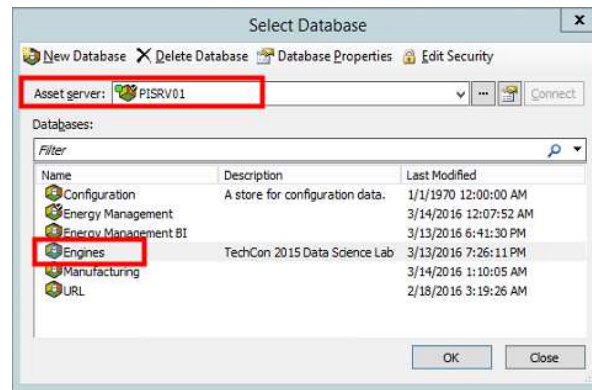 Select Database
x
New Database Delete Database Database Properties Edit Security
Asset server: PISRV01 ... Connect
Databases:
Filter
Name Description Last Modified
Configuration A store for configuration data. 1/1/1970 12:00:00 AM
Energy Management 3/14/2016 12:07:52 AM
Energy Management BI 3/13/2016 6:41:30 PM
Engines TechCon 2015 Data Science Lab 3/13/2016 7:26:11 PM
Manufacturing 3/14/2016 1:10:05 AM
URL 2/18/2016 3:19:26 AM
OK Close